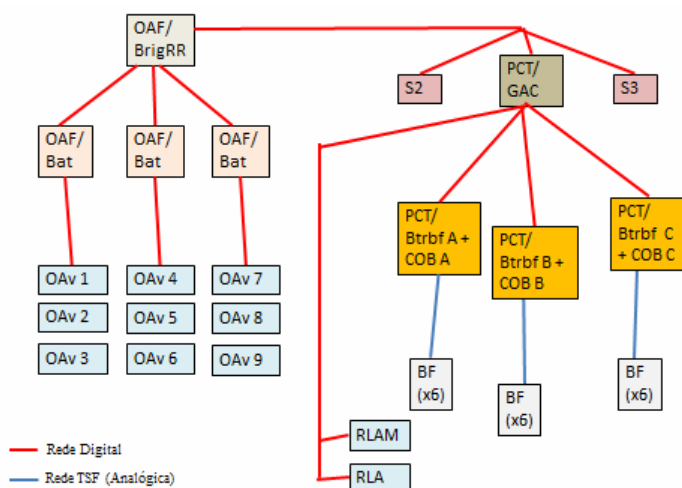 OAF/
BrigRR
S2
PCT/
GAC
S3
OAF/
Bat
OAF/
Bat
OAF/
Bat
PCT/
Btrbf A +
COB A
PCT/
Btrbf B +
COB B
PCT/
Btrbf C
+ COB C
OAv 1
OAv 4
OAv 7
OAv 2
OAv 5
OAv 8
OAv 3
OAv 6
OAv 9
BF
(x6)
BF
(x6)
BF
(x6)
RLAM
RLA
Rede Digital
Rede TSF (Analógica)